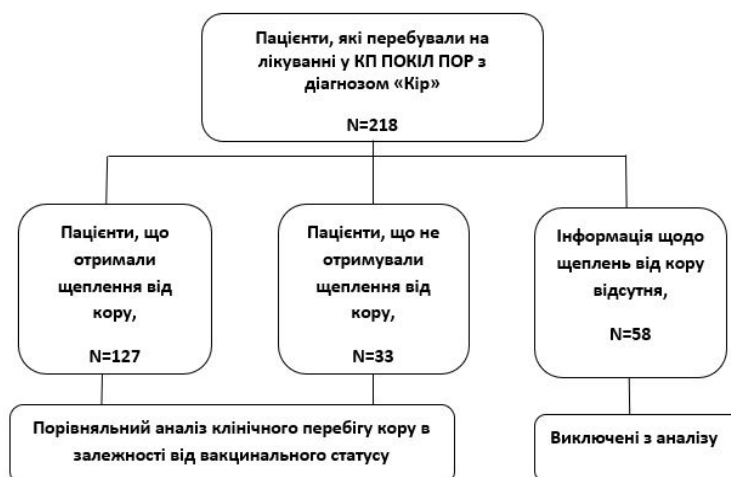 Пацієнти, які перебували на
лікуванні у КП ПОКІЛ ПОР з
діагнозом «Кір»
N=218
Пацієнти, що
отримали
щеплення від
кору,
N=127
Пацієнти, що не
отримували
щеплення від
кору,
N=33
Інформація щодо
щеплень від кору
відсутня,
N=58
Порівняльний аналіз клінічного перебігу кору в
залежності від вакцинального статусу
Виключені з аналізу